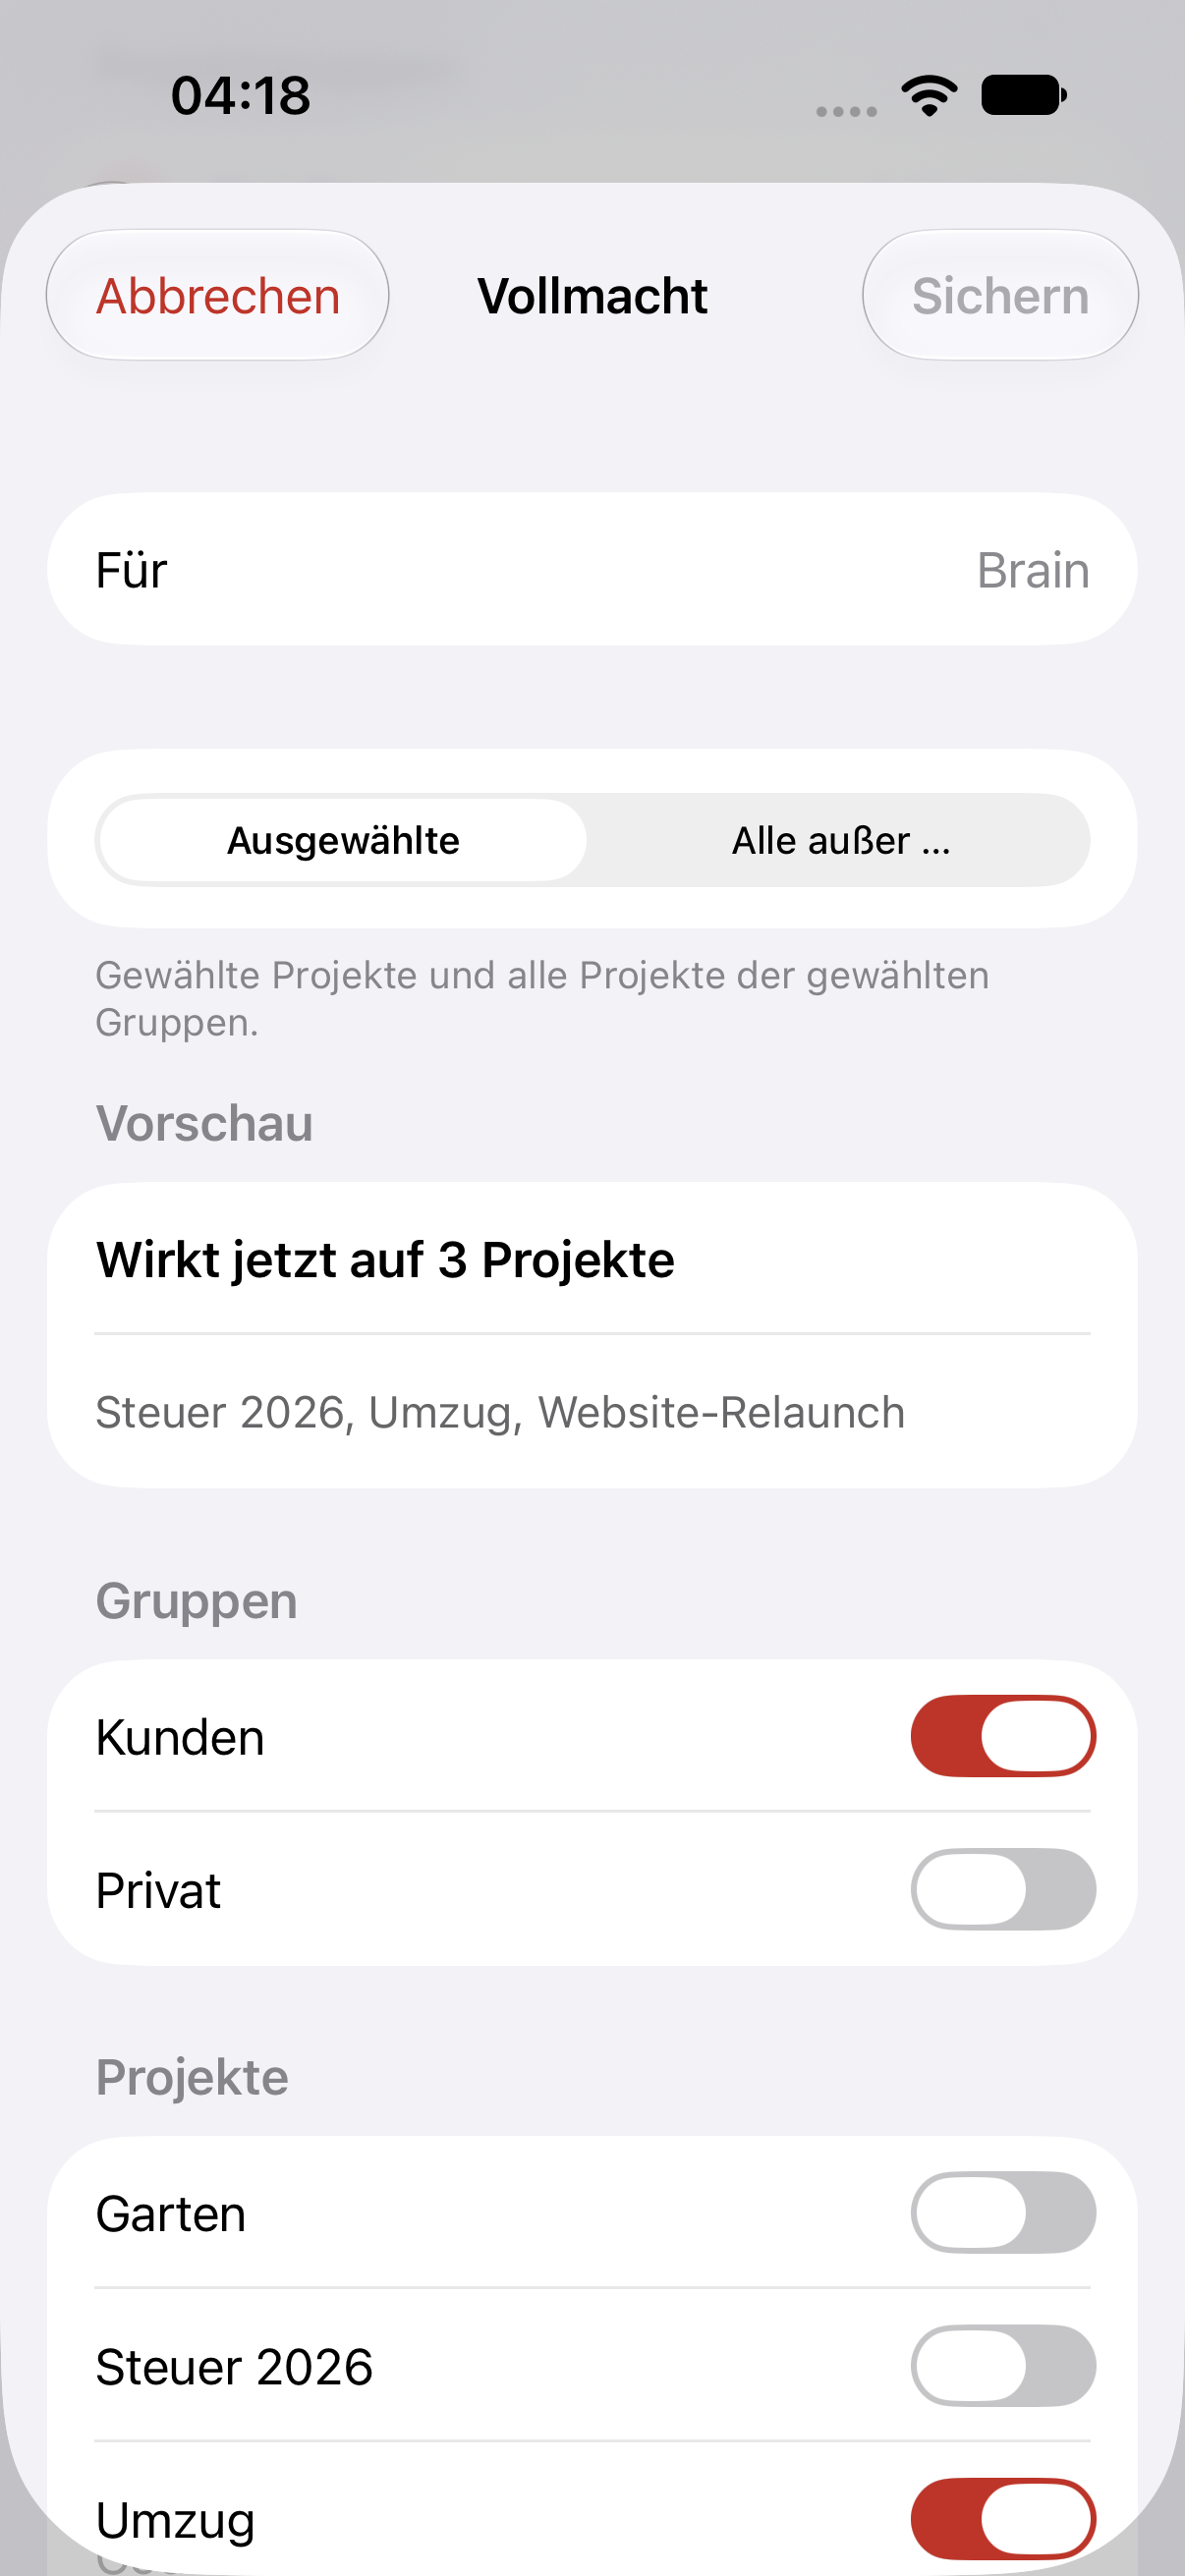 04:18
Abbrechen
Vollmacht
Sichern
Für
Brain
Ausgewählte
Alle außer ...
Gewählte Projekte und alle Projekte der gewählten
Gruppen.
Vorschau
Wirkt jetzt auf 3 Projekte
Steuer 2026, Umzug, Website-Relaunch
Gruppen
Kunden
Privat
Projekte
Garten
Steuer 2026
Umzug